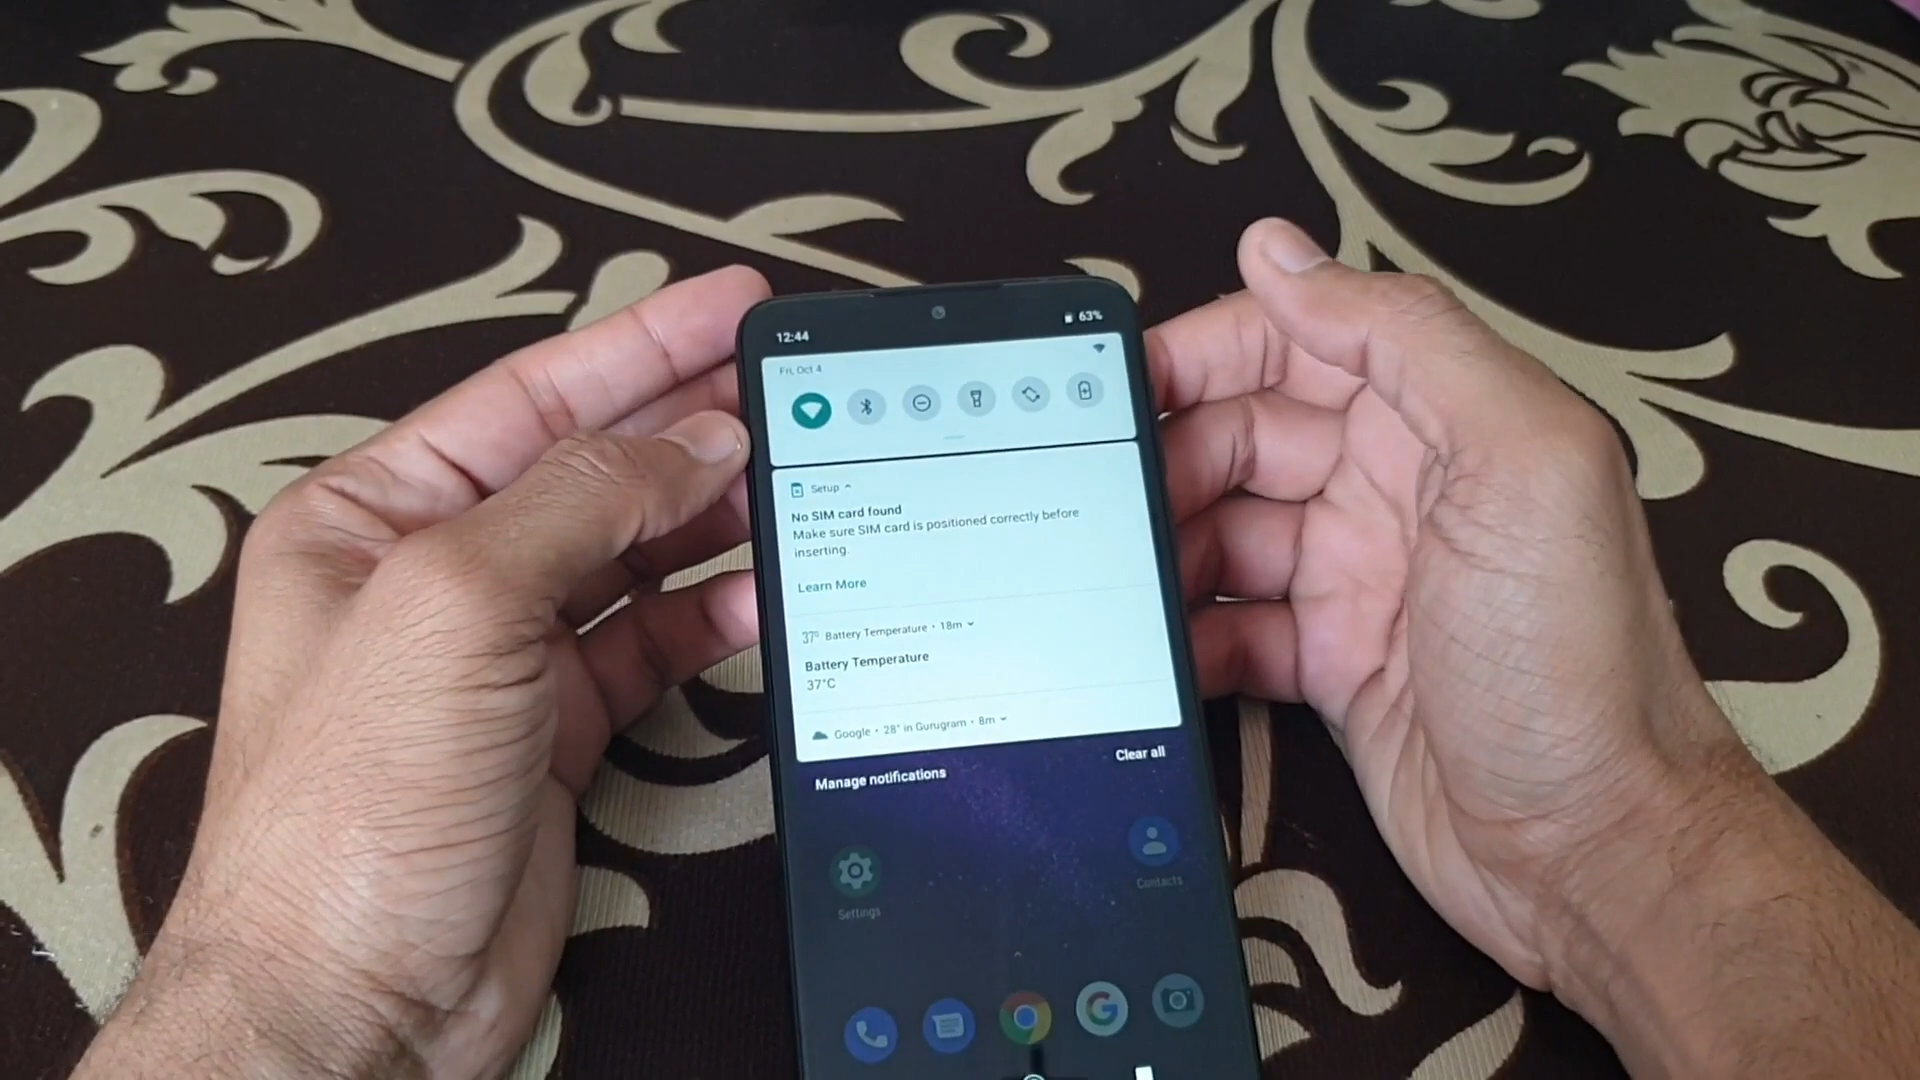 12:44
63%
Fri, Oct 4
Setup
No SIM card found
Make sure SIM card is positioned correctly before
inserting.
Learn More
37° Battery Temperature • 18m
Battery Temperature
37°C
Google • 28° in Gurugram • 8m
Manage notifications
Clear all
Settings
Contacts